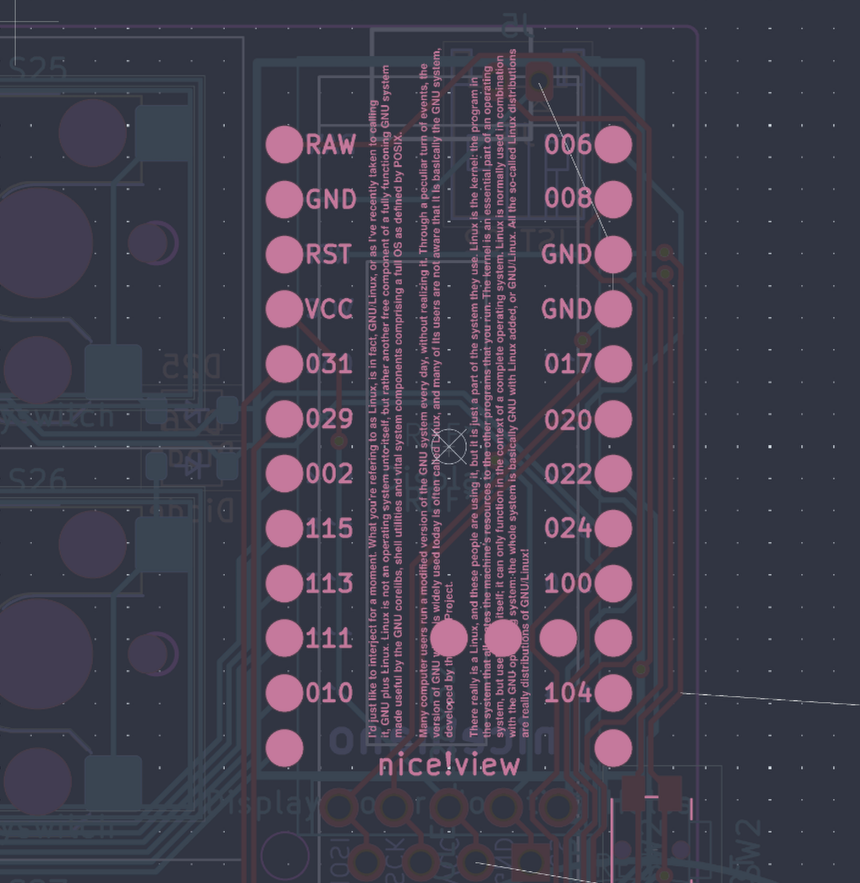 J5
S25
RAW
GND
RST
VCC
031
029
002
115
113
111
010
006
008
GND
GND
017
020
022
024
100
104
I'd just like to interject for a moment. What you're refering to as Linux, is in fact, GNU/Linux, or as I've recently taken to calling
it, GNU plus Linux. Linux is not an operating system unto itself, but rather another free component of a fully functioning GNU system
made useful by the GNU corelibs, shell utilities and vital system components comprising a full OS as defined by POSIX.
Many computer users run a modified version of the GNU system every day, without realizing it. Through a peculiar turn of events, the
version of GNU is widely used today is often called Linux, and many of its users are not aware that it is basically the GNU system,
developed by the Project.
There really is a Linux, and these people are using it, but it is just a part of the system they use. Linux is the kernel: the program in
the system that allocates the machine's resources to the other programs that you run. The kernel is an essential part of an operating
system, but useless by itself; it can only function in the context of a complete operating system. Linux is normally used in combination
with the GNU operating system: the whole system is basically GNU with Linux added, or GNU/Linux. All the so-called Linux distributions
are really distributions of GNU/Linux!
nice!view
S26
Display
SW2